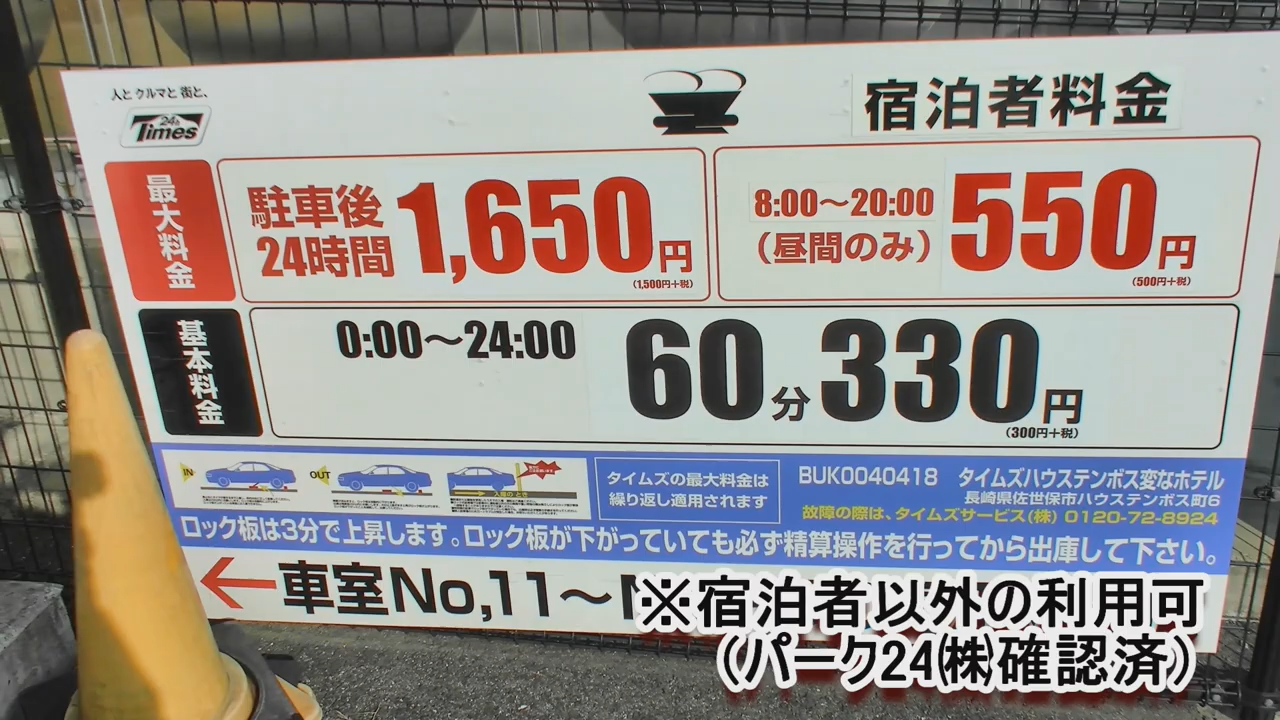 人と クルマと 街と、
24h
Times
宿泊者料金
最大料金
駐車後
24時間
1,650円
(1,500円+税)
8:00～20:00
(昼間のみ)
550円
(500円+税)
基本料金
0:00～24:00
60分330円
(300円+税)
IN
OUT
入庫のとき
タイムズの最大料金は
繰り返し適用されます
BUK0040418 タイムズハウステンボス変なホテル
長崎県佐世保市ハウステンボス町6
故障の際は、タイムズサービス(株) 0120-72-8924
ロック板は3分で上昇します。ロック板が下がっていても必ず精算操作を行ってから出庫して下さい。
←車室No,11～
※宿泊者以外の利用可
(パーク24㈱確認済)